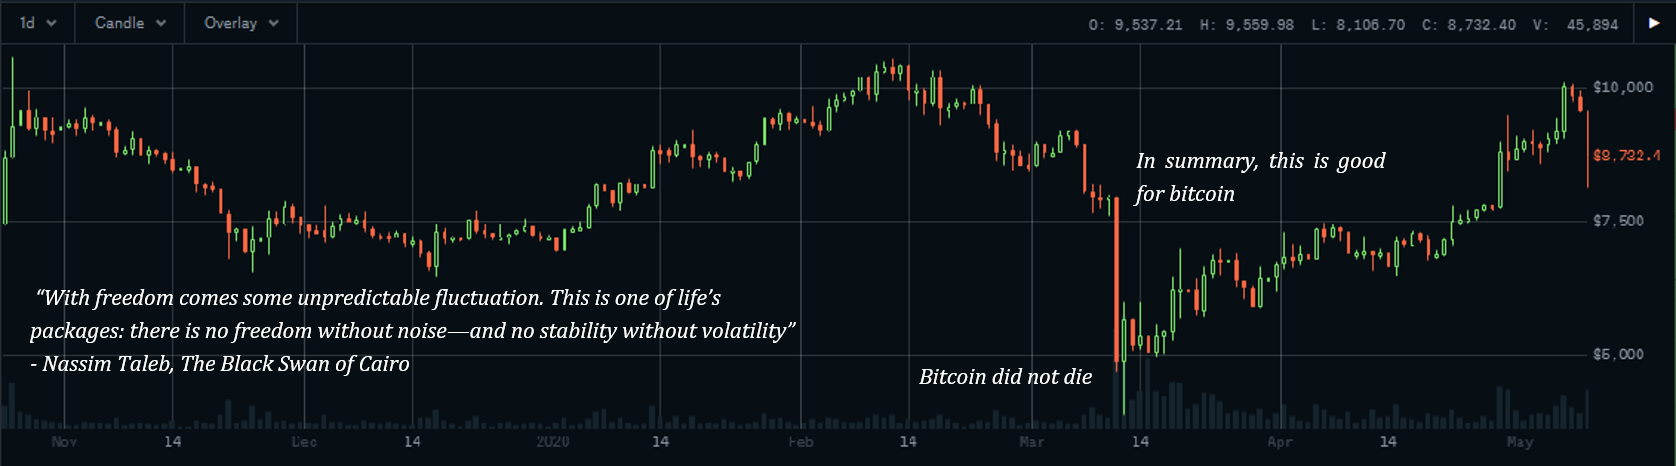 1d Candle Overlay O: 9,537.21 H: 9,559.98 L: 8,106.70 C: 8,732.40 V: 45,894
$10,000
In summary, this is good
for bitcoin
$8,732.4
$7,500
“With freedom comes some unpredictable fluctuation. This is one of life’s
packages: there is no freedom without noise—and no stability without volatility”
- Nassim Taleb, The Black Swan of Cairo
$5,000
Bitcoin did not die
Nov 14 Dec 14 2020 14 Feb 14 Mar 14 Apr 14 May